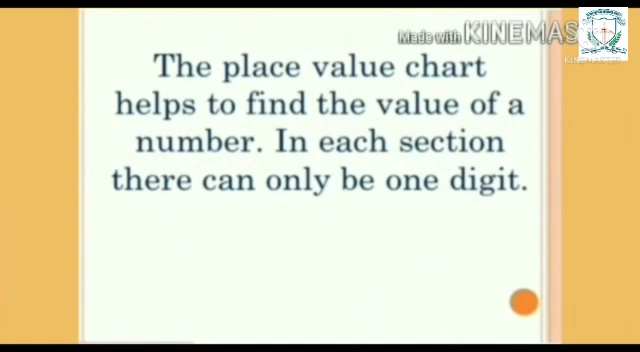 Made with KINEMAS
KINEMASTER
The place value chart
helps to find the value of a
number. In each section
there can only be one digit.